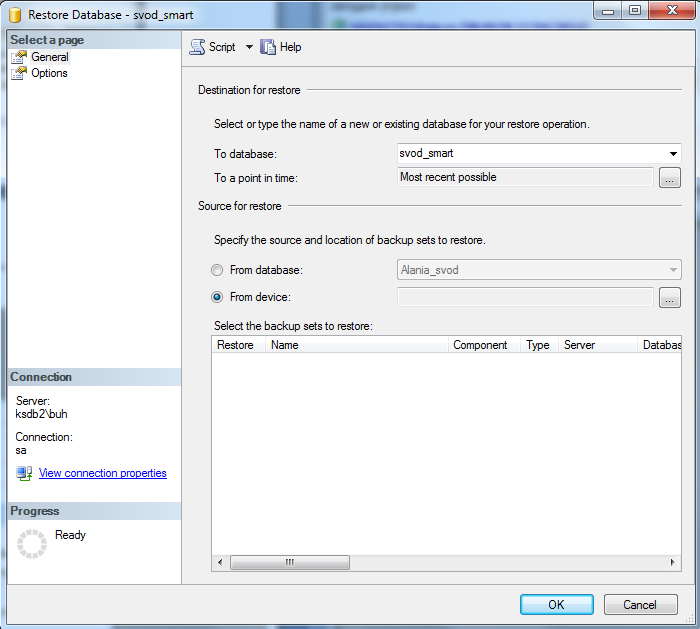 Restore Database - svod_smart
Select a page
General
Options
Script
Help
Destination for restore
Select or type the name of a new or existing database for your restore operation.
To database:
svod_smart
To a point in time:
Most recent possible
...
Source for restore
Specify the source and location of backup sets to restore.
From database:
Alania_svod
From device:
...
Select the backup sets to restore:
Restore Name Component Type Server Databas
Connection
Server:
ksdb2\buh
Connection:
sa
View connection properties
Progress
Ready
OK
Cancel